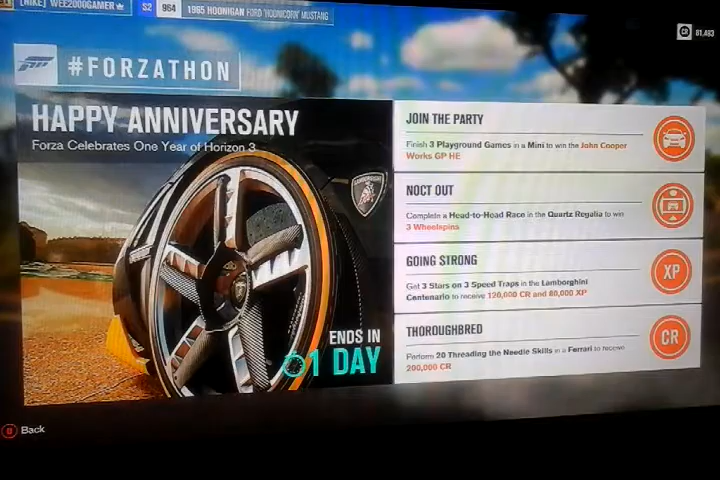 [NIKE] WEE2000GAMER
S2 964 1965 HOONIGAN FORD 'HOONICORN' MUSTANG
CR 81,483
#FORZATHON
HAPPY ANNIVERSARY
Forza Celebrates One Year of Horizon 3
LAMBORGHINI
ENDS IN
1 DAY
JOIN THE PARTY
Finish 3 Playground Games in a Mini to win the John Cooper
Works GP HE
NOCT OUT
Complete a Head-to-Head Race in the Quartz Regalia to win
3 Wheelspins
GOING STRONG
Get 3 Stars on 3 Speed Traps in the Lamborghini
Centenario to receive 120,000 CR and 80,000 XP
XP
THOROUGHBRED
Perform 20 Threading the Needle Skills in a Ferrari to receive
200,000 CR
CR
B Back